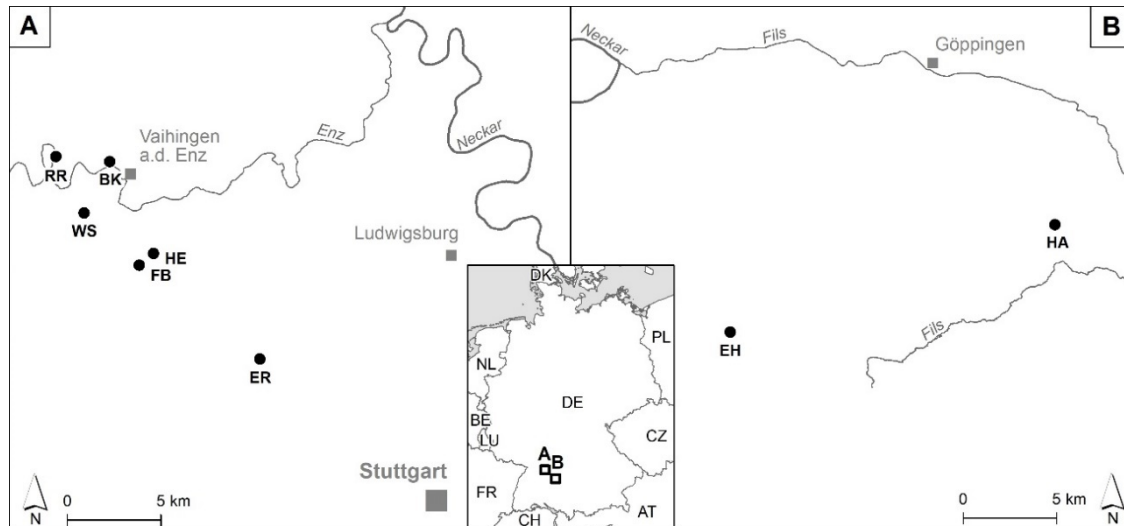 A
Neckar
Enz
Vaihingen
a.d. Enz
RR
BK
WS
HE
FB
Ludwigsburg
ER
Stuttgart
0 5 km
N
Neckar
Fils
Göppingen
B
HA
EH
Fils
0 5 km
N
DK
PL
NL
DE
BE
LU
CZ
A
B
FR
AT
CH